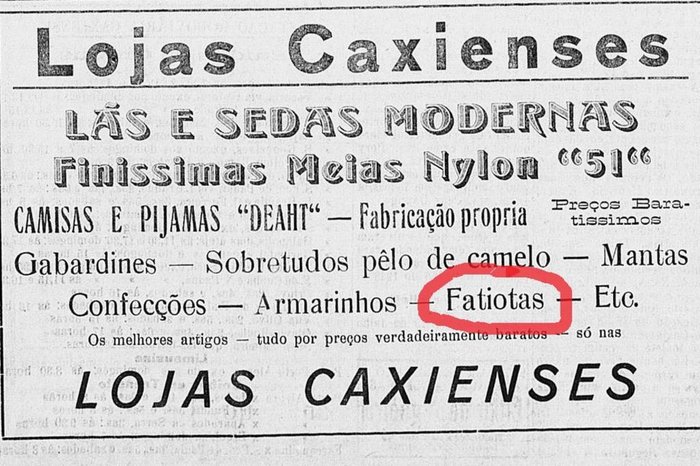 Lojas Caxienses
LÃS E SEDAS MODERNAS
Finissimas Meias Nylon "51"
CAMISAS E PIJAMAS "DEAHT" — Fabricação propria Preços Bara-
tissimos
Gabardines — Sobretudos pêlo de camelo — Mantas
Confecções — Armarinhos — Fatiotas — Etc.
Os melhores artigos — tudo por preços verdadeiramente baratos — só nas
LOJAS CAXIENSES